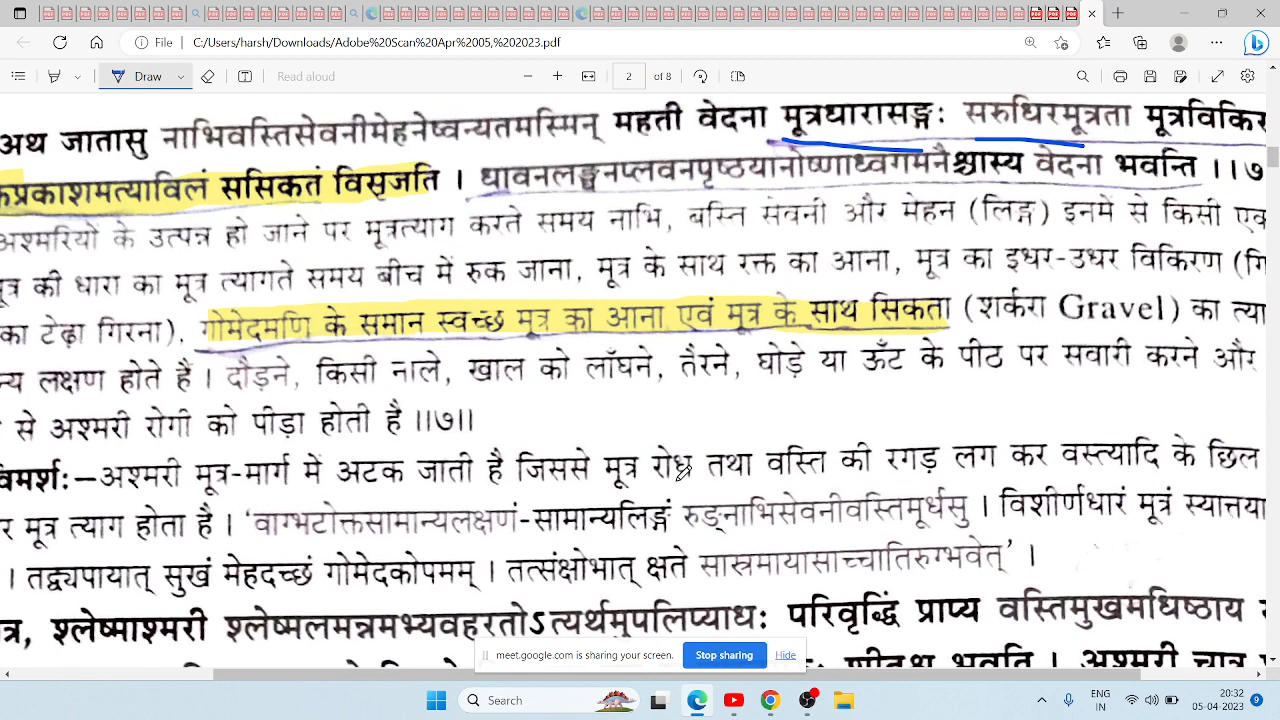 File C:/Users/harsh/Downloads/Adobe%20Scan%20Apr%205,%202023.pdf
Draw Read aloud 2 of 8
अथ जातासु नाभिवस्तिसेवनीमेहनेष्वन्यतमस्मिन् महती वेदना मूत्रधारासङ्गः सरुधिरमूत्रता मूत्रविकिर
प्रकाशमत्याविलं ससिकतं विसृजति । धावनलङ्घनप्लवनपृष्ठयानोष्णाध्वगमनैश्चास्य वेदना भवन्ति ।।७
अश्मरियों के उत्पन्न हो जाने पर मूत्रत्याग करते समय नाभि, बस्ति सेवनी और मेहन (लिङ्ग) इनमें से किसी एक
की धारा का मूत्र त्यागते समय बीच में रुक जाना, मूत्र के साथ रक्त का आना, मूत्र का इधर-उधर विकिरण (गि
का टेढ़ा गिरना). गोमेदमणि के समान स्वच्छ मूत्र का आना एवं मूत्र के साथ सिकता (शर्करा Gravel) का त्या
न्य लक्षण होते हैं । दौड़ने, किसी नाले, खाल को लाँघने, तैरने, घोड़े या ऊँट के पीठ पर सवारी करने और
से अश्मरी रोगी को पीड़ा होती है ।।७।।
विमर्शः—अश्मरी मूत्र-मार्ग में अटक जाती है जिससे मूत्र रोध तथा वस्ति की रगड़ लग कर वस्त्यादि के छिल
र मूत्र त्याग होता है । 'वाग्भटोक्तसामान्यलक्षणं-सामान्यलिङ्गं रुङ्नाभिसेवनीवस्तिमूर्धसु । विशीर्णधारं मूत्रं स्यात्तया
। तद्व्यपायात् सुखं मेहदच्छं गोमेदकोपमम् । तत्संक्षोभात् क्षते सास्रमायासाच्चातिरुग्भवेत्' ।
त्र, श्लेष्माश्मरी श्लेष्मलमन्नमभ्यवहरतोऽत्यर्थमुपलिप्याधः परिवृद्धिं प्राप्य वस्तिमुखमधिष्ठाय
meet.google.com is sharing your screen. Stop sharing Hide
भवति । अश्मरी चात्र
Search ENG IN 20:32 05-04-2023